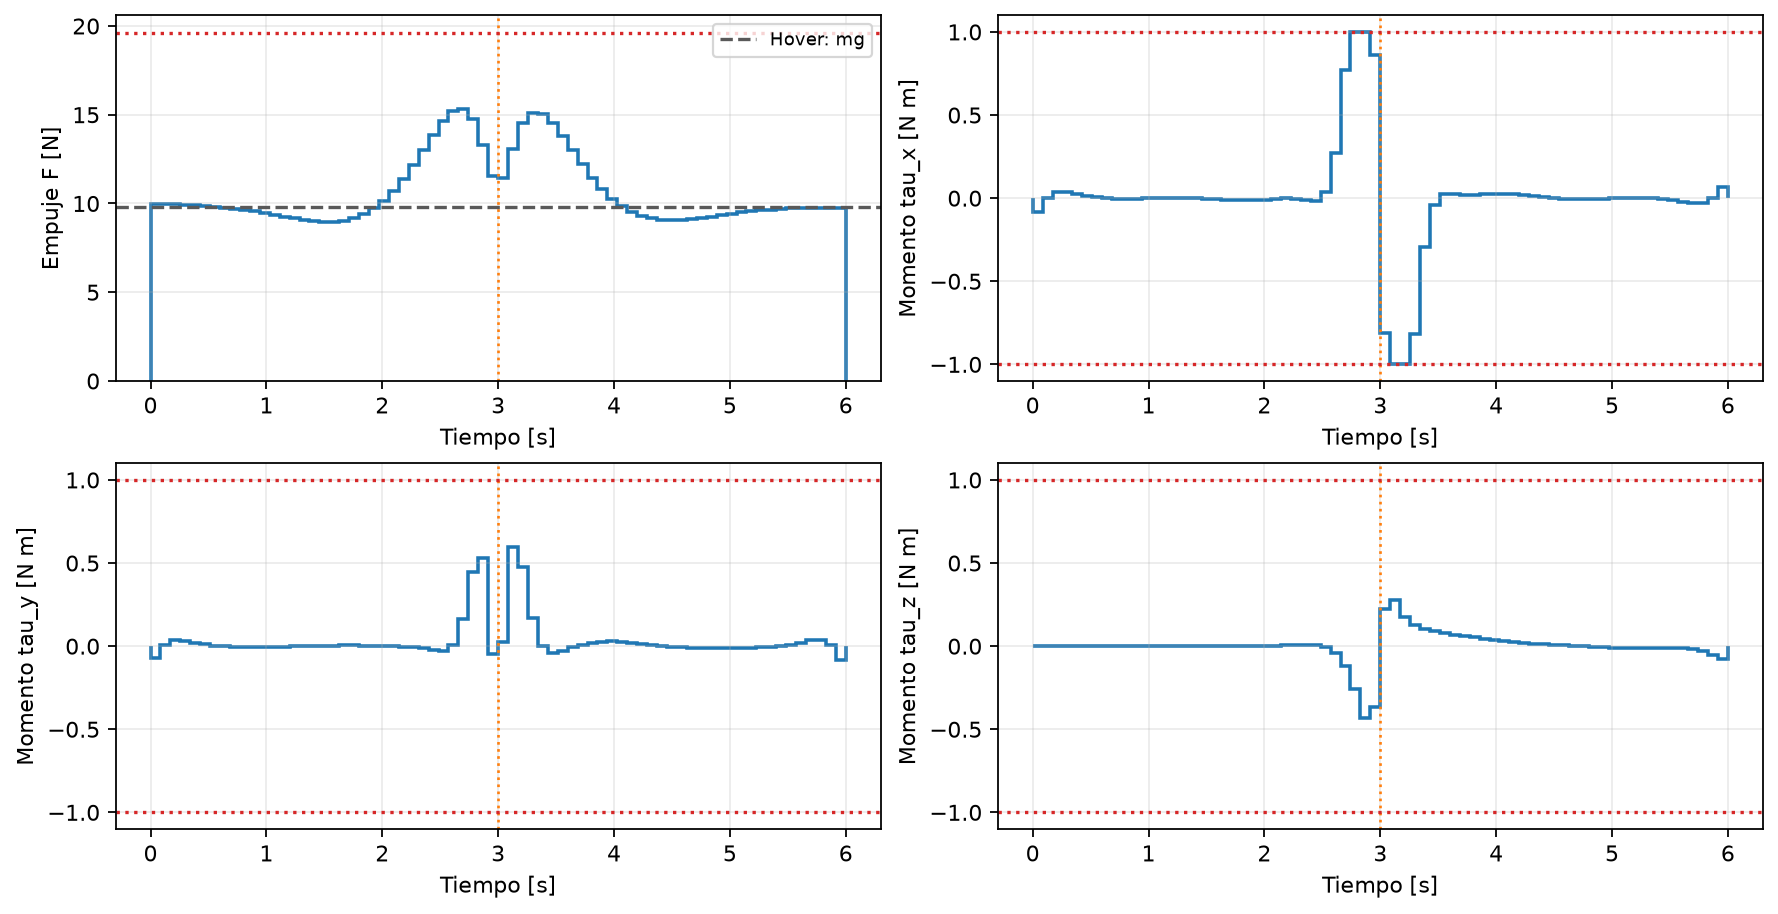 20
15
10
5
0
Empuje F [N]
Hover: mg
0 1 2 3 4 5 6
Tiempo [s]
1.0
0.5
0.0
−0.5
−1.0
Momento tau_x [N m]
0 1 2 3 4 5 6
Tiempo [s]
1.0
0.5
0.0
−0.5
−1.0
Momento tau_y [N m]
0 1 2 3 4 5 6
Tiempo [s]
1.0
0.5
0.0
−0.5
−1.0
Momento tau_z [N m]
0 1 2 3 4 5 6
Tiempo [s]